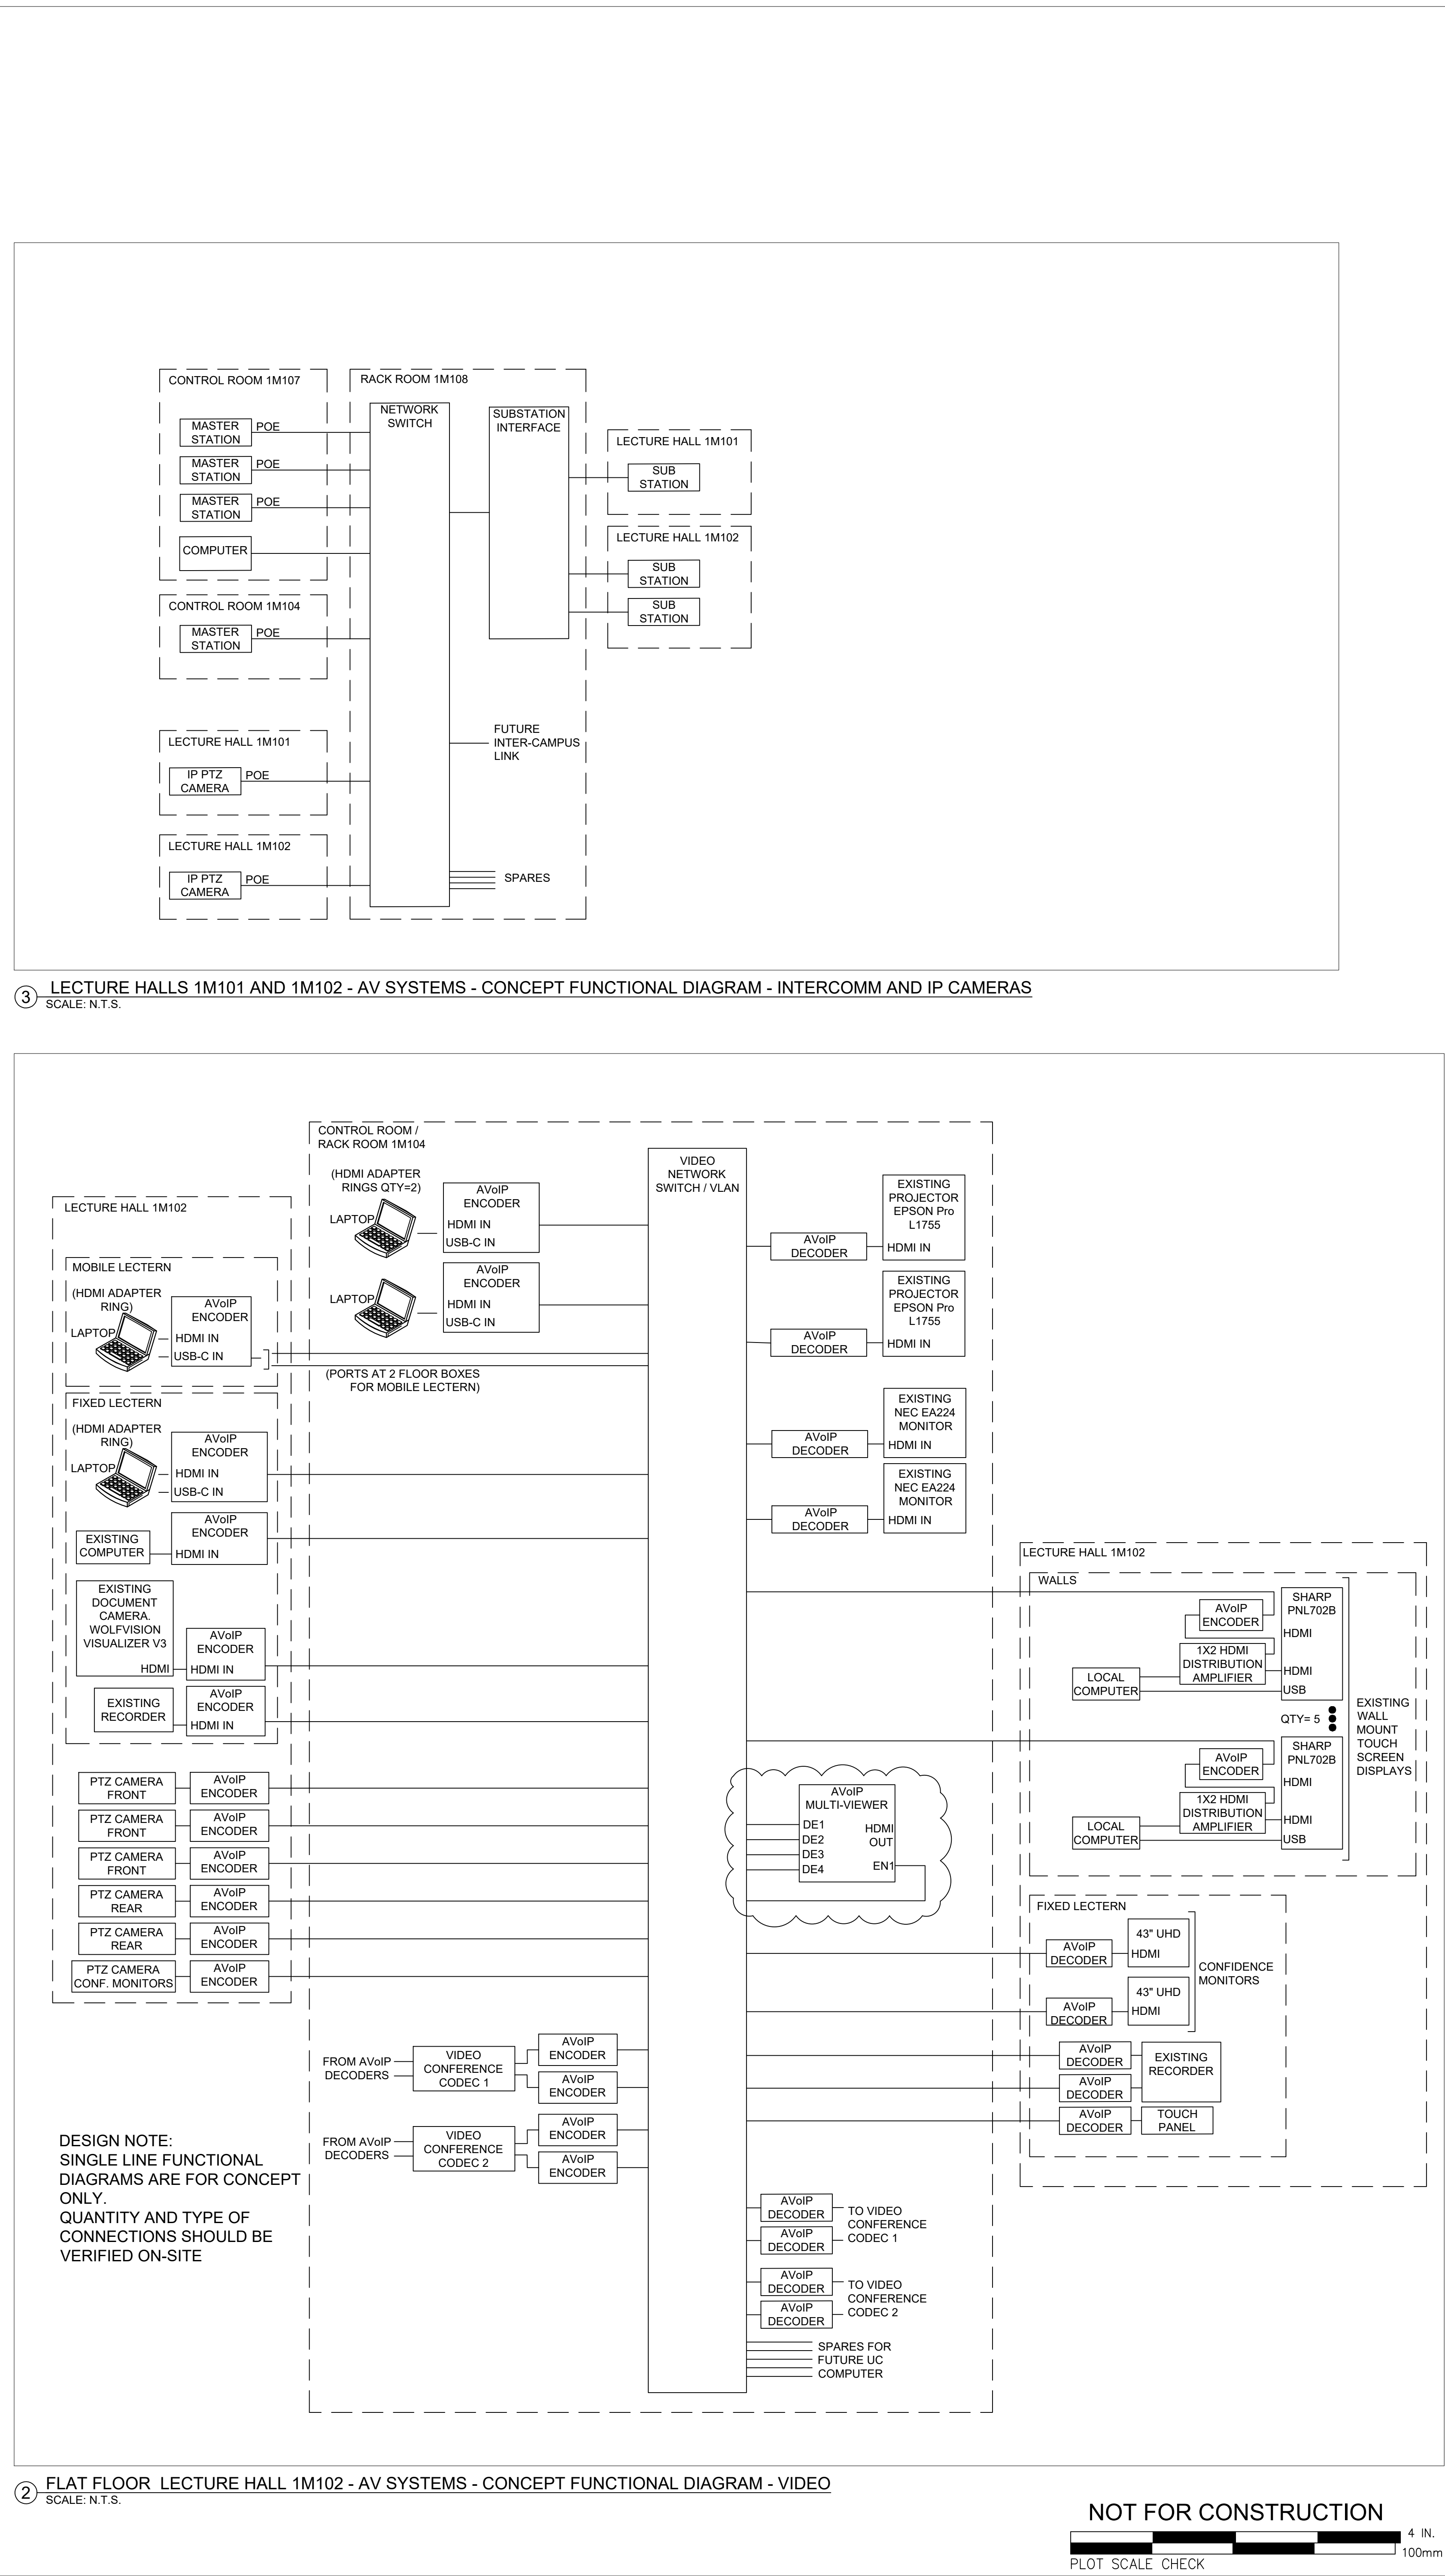 CONTROL ROOM 1M107
MASTER
STATION
POE
MASTER
STATION
POE
MASTER
STATION
POE
COMPUTER
CONTROL ROOM 1M104
MASTER
STATION
POE
LECTURE HALL 1M101
IP PTZ
CAMERA
POE
LECTURE HALL 1M102
IP PTZ
CAMERA
POE
RACK ROOM 1M108
NETWORK
SWITCH
SUBSTATION
INTERFACE
FUTURE
INTER-CAMPUS
LINK
SPARES
LECTURE HALL 1M101
SUB
STATION
LECTURE HALL 1M102
SUB
STATION
SUB
STATION
3
LECTURE HALLS 1M101 AND 1M102 - AV SYSTEMS - CONCEPT FUNCTIONAL DIAGRAM - INTERCOMM AND IP CAMERAS
SCALE: N.T.S.
LECTURE HALL 1M102
MOBILE LECTERN
(HDMI ADAPTER
RING)
LAPTOP
AVoIP
ENCODER
HDMI IN
USB-C IN
FIXED LECTERN
(HDMI ADAPTER
RING)
LAPTOP
AVoIP
ENCODER
HDMI IN
USB-C IN
EXISTING
COMPUTER
AVoIP
ENCODER
HDMI IN
EXISTING
DOCUMENT
CAMERA.
WOLFVISION
VISUALIZER V3
HDMI
AVoIP
ENCODER
HDMI IN
EXISTING
RECORDER
AVoIP
ENCODER
HDMI IN
PTZ CAMERA
FRONT
AVoIP
ENCODER
PTZ CAMERA
FRONT
AVoIP
ENCODER
PTZ CAMERA
FRONT
AVoIP
ENCODER
PTZ CAMERA
REAR
AVoIP
ENCODER
PTZ CAMERA
REAR
AVoIP
ENCODER
PTZ CAMERA
CONF. MONITORS
AVoIP
ENCODER
DESIGN NOTE:
SINGLE LINE FUNCTIONAL
DIAGRAMS ARE FOR CONCEPT
ONLY.
QUANTITY AND TYPE OF
CONNECTIONS SHOULD BE
VERIFIED ON-SITE
CONTROL ROOM /
RACK ROOM 1M104
(HDMI ADAPTER
RINGS QTY=2)
LAPTOP
AVoIP
ENCODER
HDMI IN
USB-C IN
LAPTOP
AVoIP
ENCODER
HDMI IN
USB-C IN
(PORTS AT 2 FLOOR BOXES
FOR MOBILE LECTERN)
FROM AVoIP
DECODERS
VIDEO
CONFERENCE
CODEC 1
AVoIP
ENCODER
AVoIP
ENCODER
FROM AVoIP
DECODERS
VIDEO
CONFERENCE
CODEC 2
AVoIP
ENCODER
AVoIP
ENCODER
VIDEO
NETWORK
SWITCH / VLAN
AVoIP
DECODER
EXISTING
PROJECTOR
EPSON Pro
L1755
HDMI IN
AVoIP
DECODER
EXISTING
PROJECTOR
EPSON Pro
L1755
HDMI IN
AVoIP
DECODER
EXISTING
NEC EA224
MONITOR
HDMI IN
AVoIP
DECODER
EXISTING
NEC EA224
MONITOR
HDMI IN
AVoIP
MULTI-VIEWER
DE1
DE2
DE3
DE4
HDMI
OUT
EN1
AVoIP
DECODER
AVoIP
DECODER
TO VIDEO
CONFERENCE
CODEC 1
AVoIP
DECODER
AVoIP
DECODER
TO VIDEO
CONFERENCE
CODEC 2
SPARES FOR
FUTURE UC
COMPUTER
LECTURE HALL 1M102
WALLS
AVoIP
ENCODER
1X2 HDMI
DISTRIBUTION
AMPLIFIER
LOCAL
COMPUTER
SHARP
PNL702B
HDMI
HDMI
USB
QTY= 5
AVoIP
ENCODER
1X2 HDMI
DISTRIBUTION
AMPLIFIER
LOCAL
COMPUTER
SHARP
PNL702B
HDMI
HDMI
USB
EXISTING
WALL
MOUNT
TOUCH
SCREEN
DISPLAYS
FIXED LECTERN
AVoIP
DECODER
43" UHD
HDMI
AVoIP
DECODER
43" UHD
HDMI
CONFIDENCE
MONITORS
AVoIP
DECODER
AVoIP
DECODER
EXISTING
RECORDER
AVoIP
DECODER
TOUCH
PANEL
2
FLAT FLOOR LECTURE HALL 1M102 - AV SYSTEMS - CONCEPT FUNCTIONAL DIAGRAM - VIDEO
SCALE: N.T.S.
NOT FOR CONSTRUCTION
4 IN.
100mm
PLOT SCALE CHECK